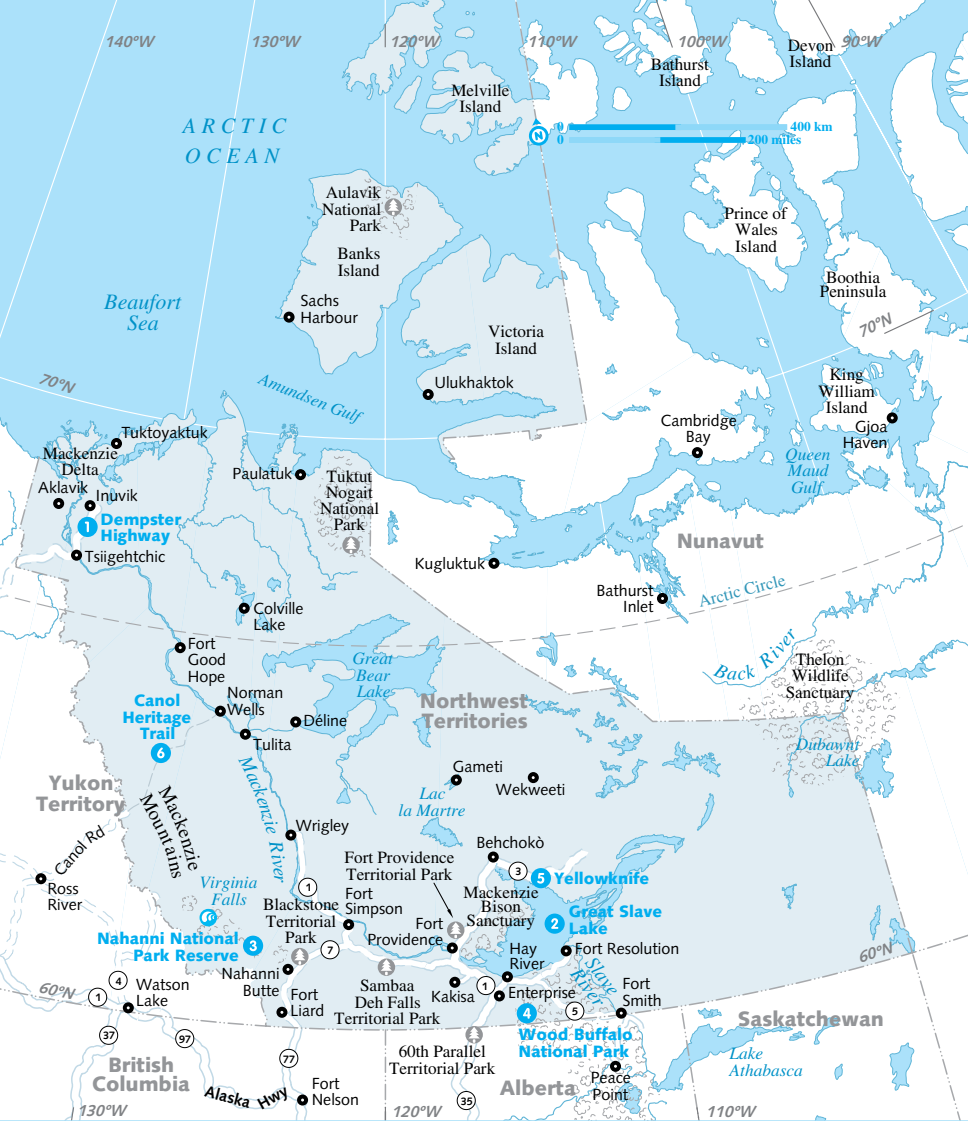 140°W
130°W
120°W
110°W
100°W
90°W
Devon
Island
Bathurst
Island
Melville
Island
ARCTIC
OCEAN
N
0
400 km
0
200 miles
Aulavik
National
Park
Banks
Island
Prince of
Wales
Island
Boothia
Peninsula
Beaufort
Sea
Sachs
Harbour
Victoria
Island
70°N
70°N
Amundsen Gulf
Ulukhaktok
King
William
Island
Gjoa
Haven
Cambridge
Bay
Queen
Maud
Gulf
Tuktoyaktuk
Mackenzie
Delta
Paulatuk
Tuktut
Nogait
National
Park
Aklavik
Inuvik
1 Dempster
Highway
Tsiigehtchic
Nunavut
Kugluktuk
Bathurst
Inlet
Arctic Circle
Colville
Lake
Back River
Thelon
Wildlife
Sanctuary
Fort
Good
Hope
Great
Bear
Lake
Northwest
Territories
Canol
Heritage
Trail
6
Norman
Wells
Déline
Tulita
Dubawnt
Lake
Yukon
Territory
Mackenzie
Mountains
Mackenzie River
Gameti
Wekweeti
Lac
la Martre
Canol Rd
Wrigley
Behchokò
3
5 Yellowknife
Fort Providence
Territorial Park
Ross
River
Virginia
Falls
1
Mackenzie
Bison
Sanctuary
Blackstone
Territorial
Park
Fort
Simpson
2 Great Slave
Lake
Nahanni National
Park Reserve
3
7
Fort
Providence
Hay
River
Fort Resolution
60°N
Slave
River
Nahanni
Butte
Sambaa
Deh Falls
Territorial Park
Kakisa
1
Enterprise
5
Fort
Smith
60°N
4
1
Watson
Lake
Fort
Liard
4
Wood Buffalo
National Park
Saskatchewan
37
97
77
60th Parallel
Territorial Park
Lake
Athabasca
British
Columbia
Alberta
Peace
Point
Alaska Hwy
Fort
Nelson
35
130°W
120°W
110°W